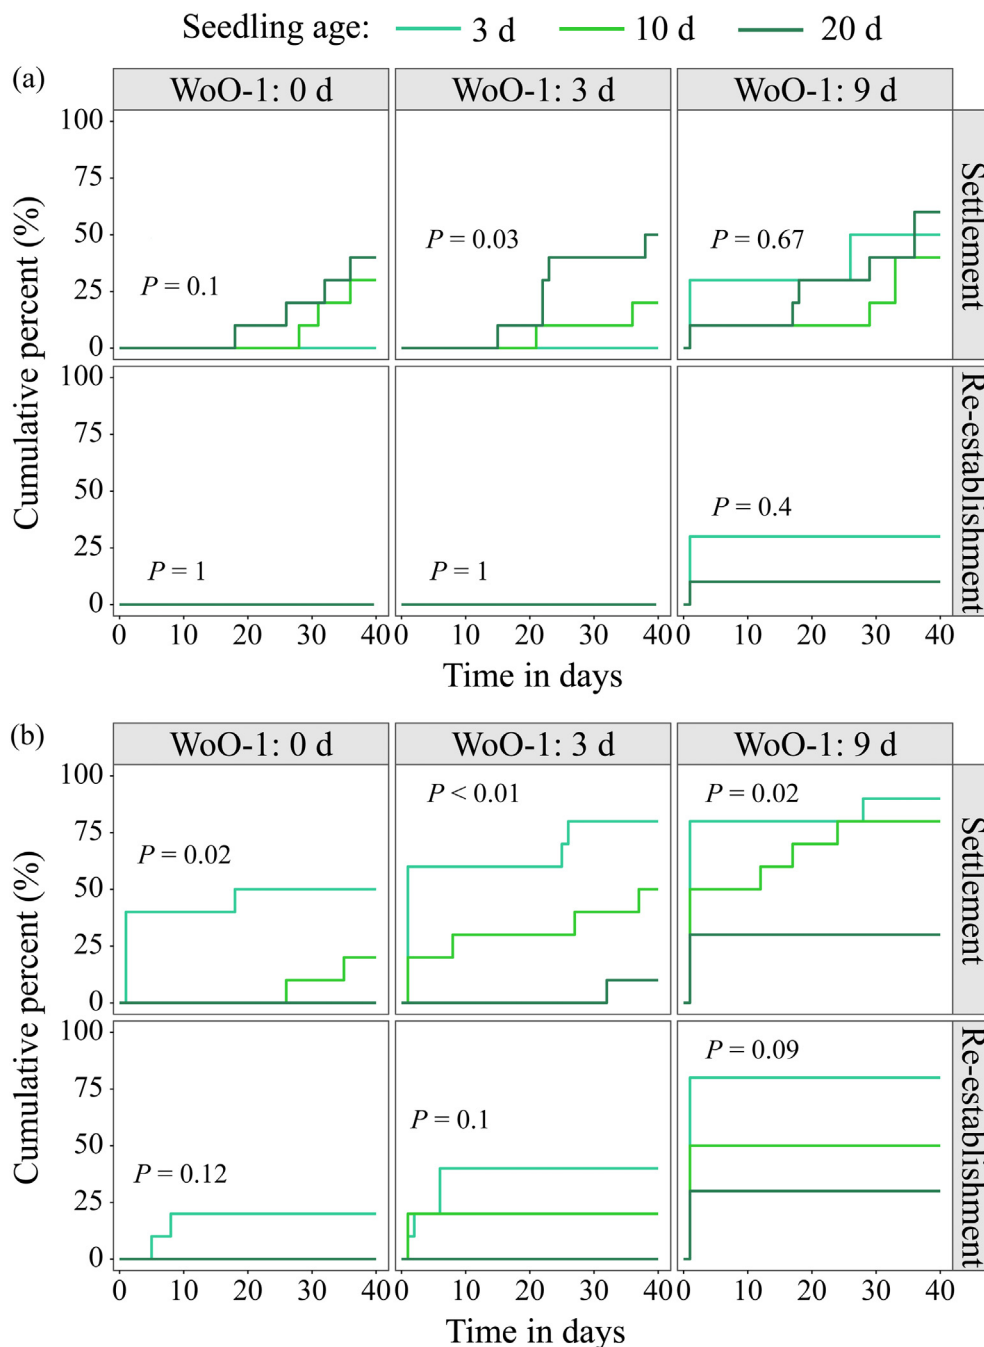 Seedling age: 3 d 10 d 20 d
(a)
WoO-1: 0 d WoO-1: 3 d WoO-1: 9 d
Cumulative percent (%)
100
75
50
25
0
P = 0.1
P = 0.03
P = 0.67
Settlement
100
75
50
25
0
P = 1
P = 1
P = 0.4
Re-establishment
0 10 20 30 40 0 10 20 30 40 0 10 20 30 40
Time in days
(b)
WoO-1: 0 d WoO-1: 3 d WoO-1: 9 d
Cumulative percent (%)
100
75
50
25
0
P = 0.02
P < 0.01
P = 0.02
Settlement
100
75
50
25
0
P = 0.12
P = 0.1
P = 0.09
Re-establishment
0 10 20 30 40 0 10 20 30 40 0 10 20 30 40
Time in days